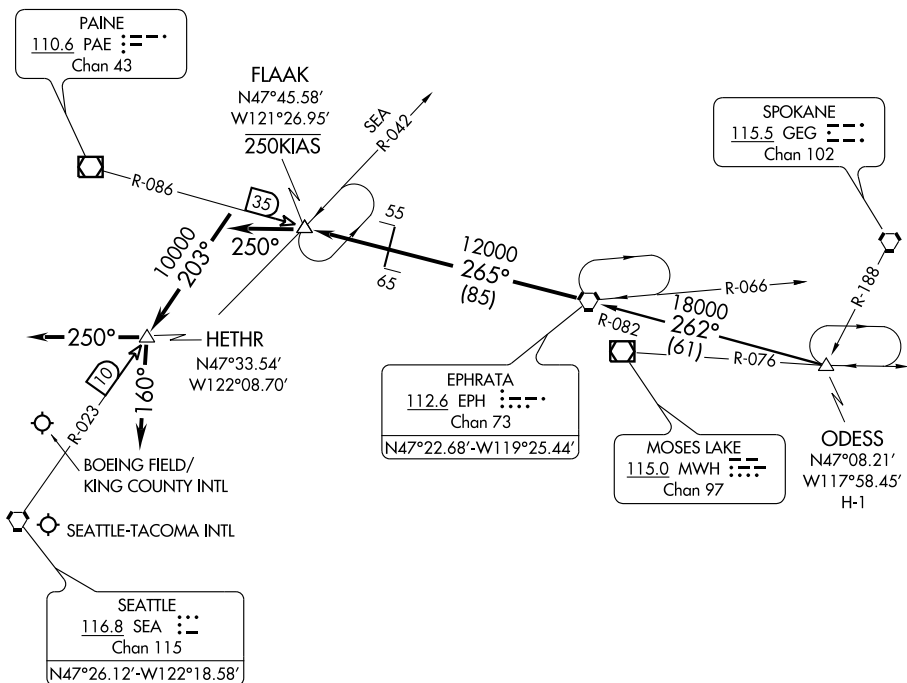 PAINE
110.6 PAE
Chan 43
FLAAK
N47°45.58'
W121°26.95'
250KIAS
SEA
R-042
SPOKANE
115.5 GEG
Chan 102
R-086
35
250°
10000
203°
55
65
12000
265°
(85)
R-066
R-188
R-082
18000
262°
(61)
R-076
250°
HETHR
N47°33.54'
W122°08.70'
10
160°
R-023
EPHRATA
112.6 EPH
Chan 73
N47°22.68'-W119°25.44'
MOSES LAKE
115.0 MWH
Chan 97
ODESS
N47°08.21'
W117°58.45'
H-1
BOEING FIELD/
KING COUNTY INTL
SEATTLE-TACOMA INTL
SEATTLE
116.8 SEA
Chan 115
N47°26.12'-W122°18.58'